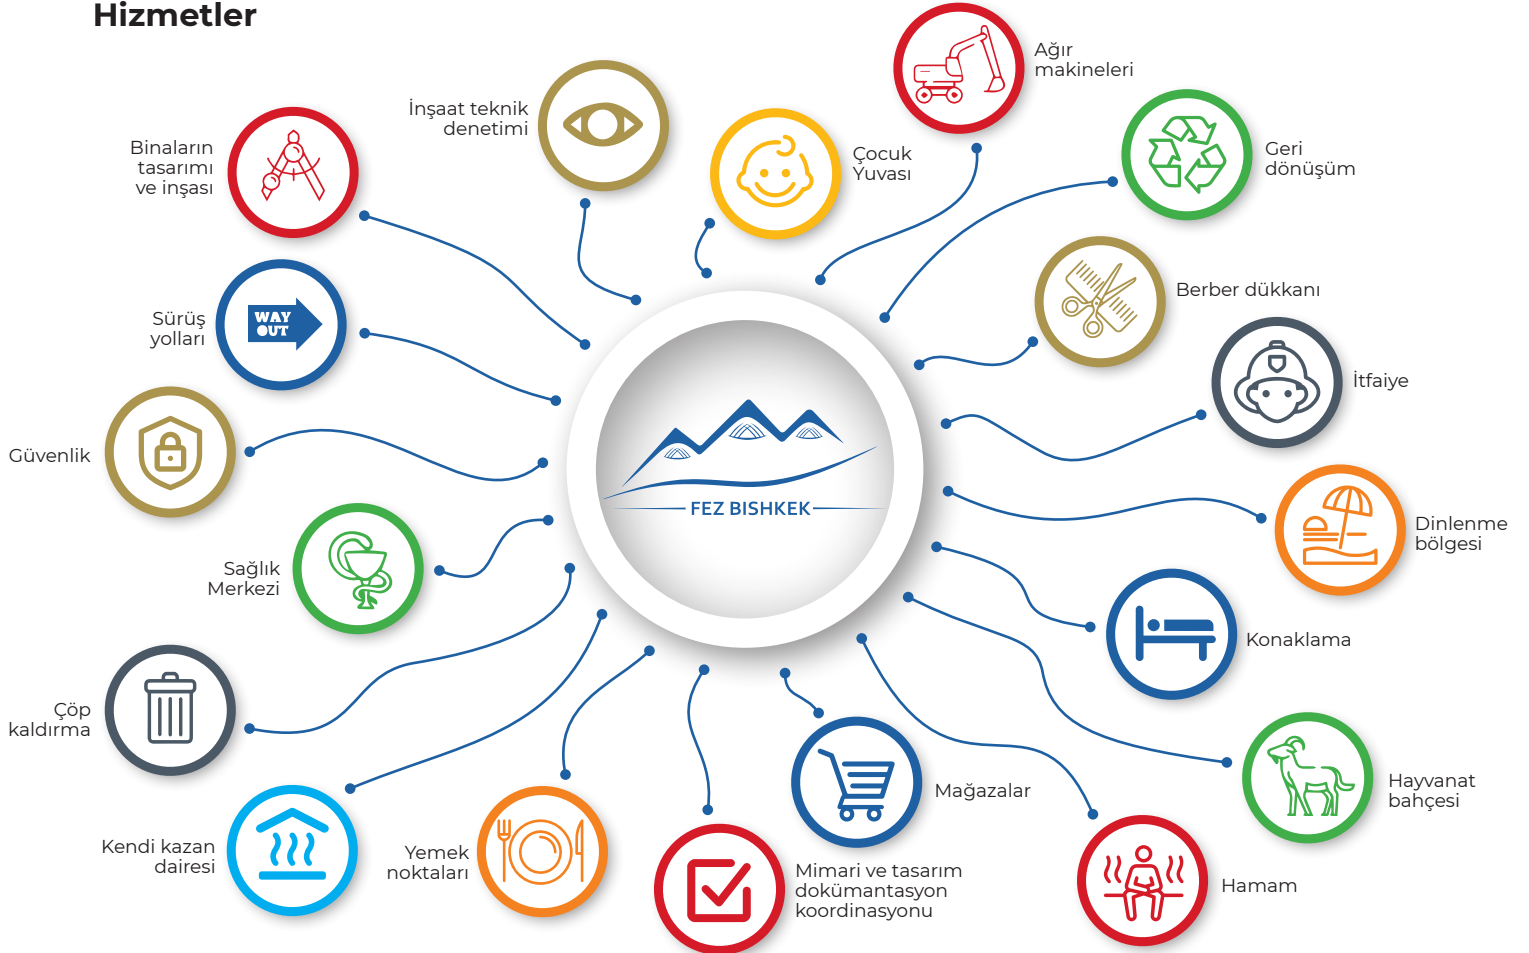 Hizmetler
Ağır
makineleri
İnşaat teknik
denetimi
Çocuk
Yuvası
Geri
dönüşüm
Binaların
tasarımı
ve inşası
Berber dükkanı
Sürüş
yolları
WAY
OUT
İtfaiye
Güvenlik
FEZ BISHKEK
Dinlenme
bölgesi
Sağlık
Merkezi
Konaklama
Çöp
kaldırma
Mağazalar
Hayvanat
bahçesi
Kendi kazan
dairesi
Yemek
noktaları
Mimari ve tasarım
dokümantasyon
koordinasyonu
Hamam